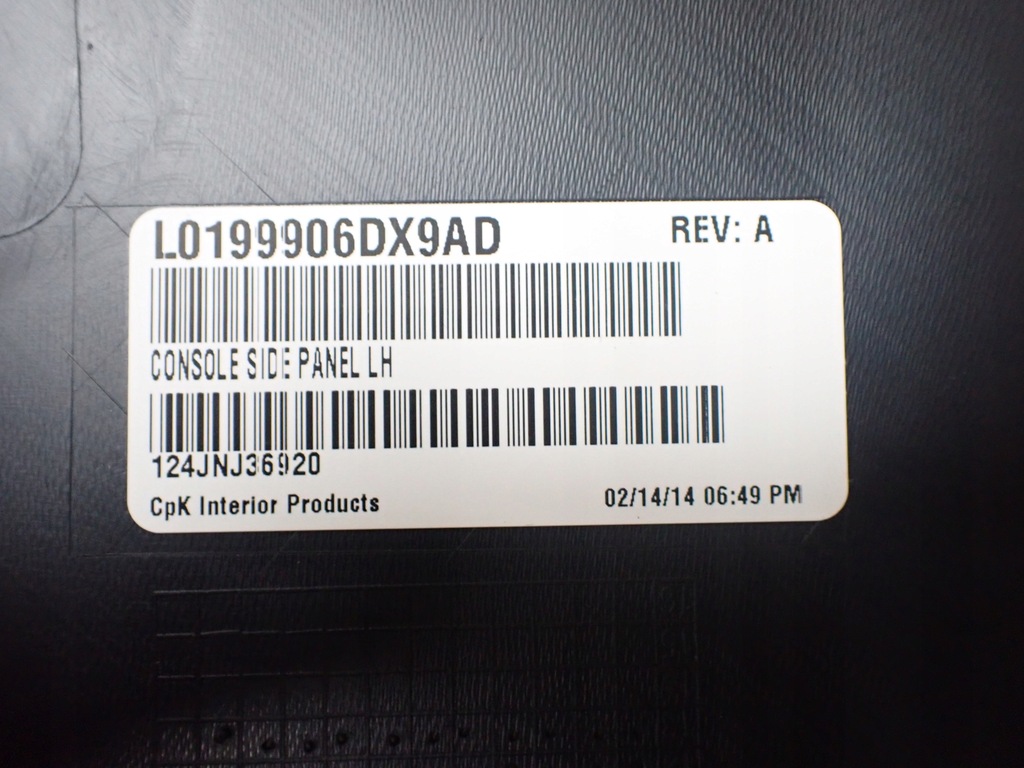 L0199906DX9AD
REV: A
CONSOLE SIDE PANEL LH
124JNJ36920
CpK Interior Products
02/14/14 06:49 PM